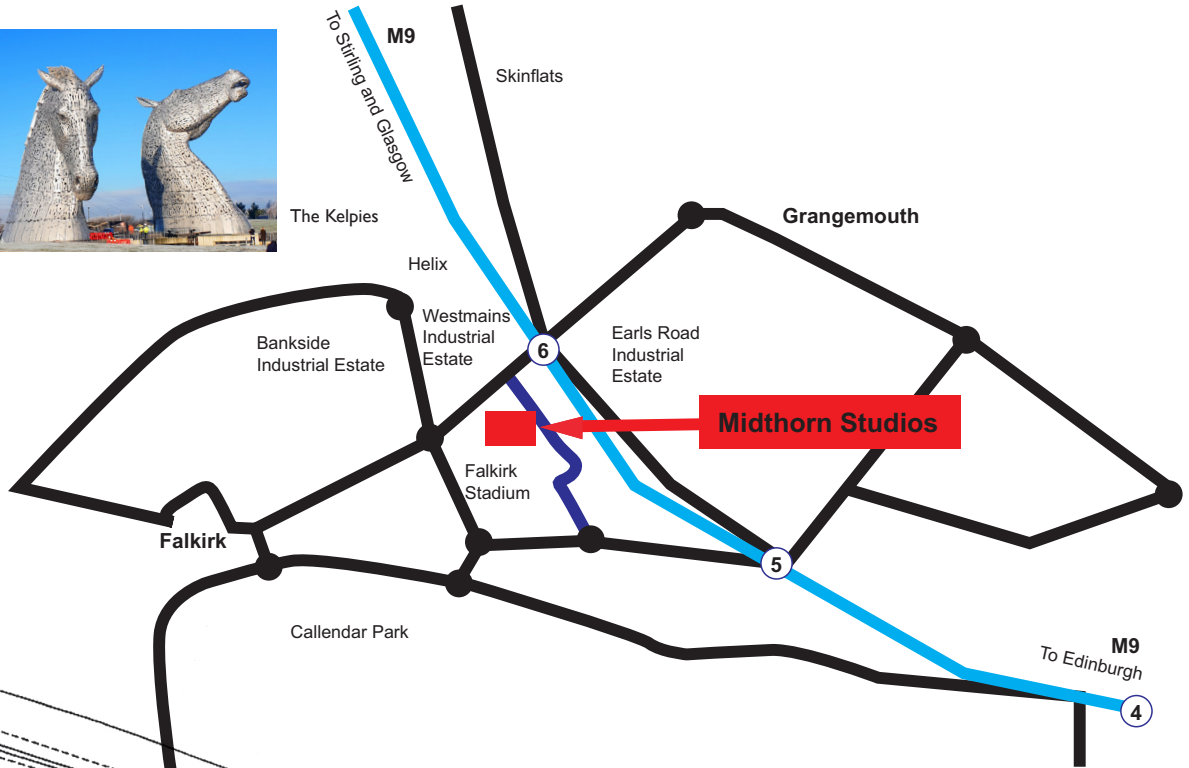 M9
To Stirling and Glasgow
Skinflats
The Kelpies
Grangemouth
Helix
Westmains
Industrial
Estate
Bankside
Industrial Estate
6
Earls Road
Industrial
Estate
Midthorn Studios
Falkirk
Stadium
Falkirk
5
Callendar Park
M9
To Edinburgh
4